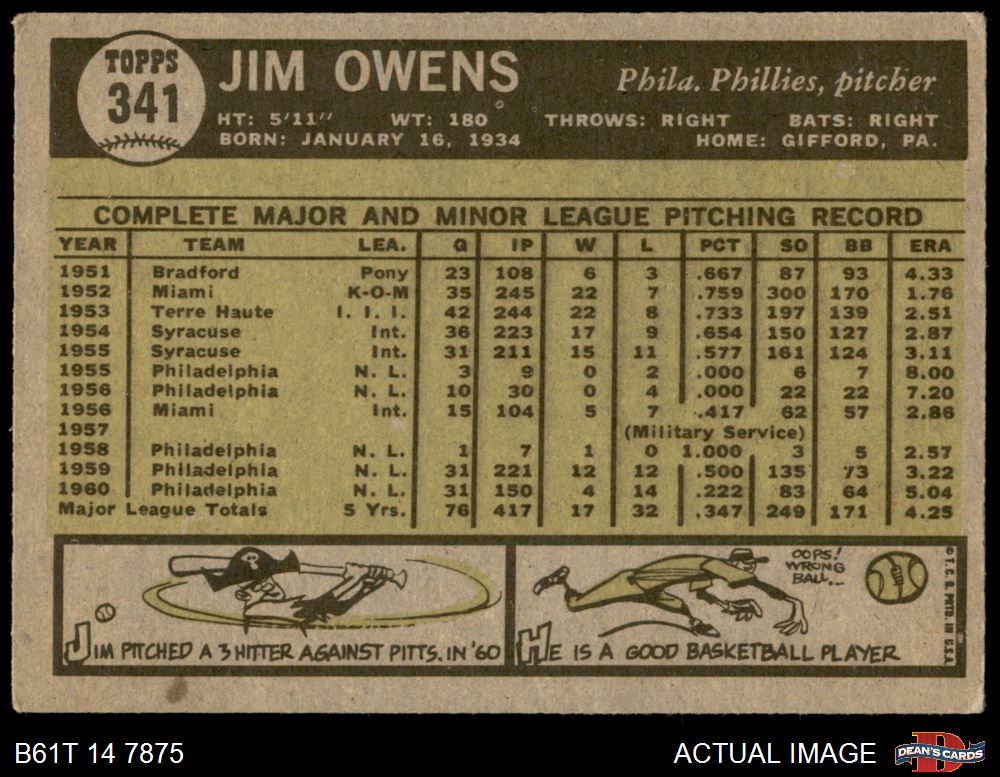 TOPPS
341
JIM OWENS
Phila. Phillies, pitcher
HT: 5'11" WT: 180 THROWS: RIGHT BATS: RIGHT
BORN: JANUARY 16, 1934 HOME: GIFFORD, PA.
COMPLETE MAJOR AND MINOR LEAGUE PITCHING RECORD
YEAR TEAM LEA. G IP W L PCT SO BB ERA
1951 Bradford Pony 23 108 6 3 .667 87 93 4.33
1952 Miami K-O-M 35 245 22 7 .759 300 170 1.76
1953 Terre Haute I. I. I. 42 244 22 8 .733 197 139 2.51
1954 Syracuse Int. 36 223 17 9 .654 150 127 2.87
1955 Syracuse Int. 31 211 15 11 .577 161 124 3.11
1955 Philadelphia N. L. 3 9 0 2 .000 6 7 8.00
1956 Philadelphia N. L. 10 30 0 4 .000 22 22 7.20
1956 Miami Int. 15 104 5 7 .417 62 57 2.86
1957 (Military Service)
1958 Philadelphia N. L. 1 7 1 0 1.000 3 5 2.57
1959 Philadelphia N. L. 31 221 12 12 .500 135 73 3.22
1960 Philadelphia N. L. 31 150 4 14 .222 83 64 5.04
Major League Totals 5 Yrs. 76 417 17 32 .347 249 171 4.25
JIM PITCHED A 3 HITTER AGAINST PITTS. IN '60
OOPS!
WRONG
BALL...
HE IS A GOOD BASKETBALL PLAYER
© T. C. G. PRTD. IN U.S.A.
B61T 14 7875
ACTUAL IMAGE
DEAN'S CARDS